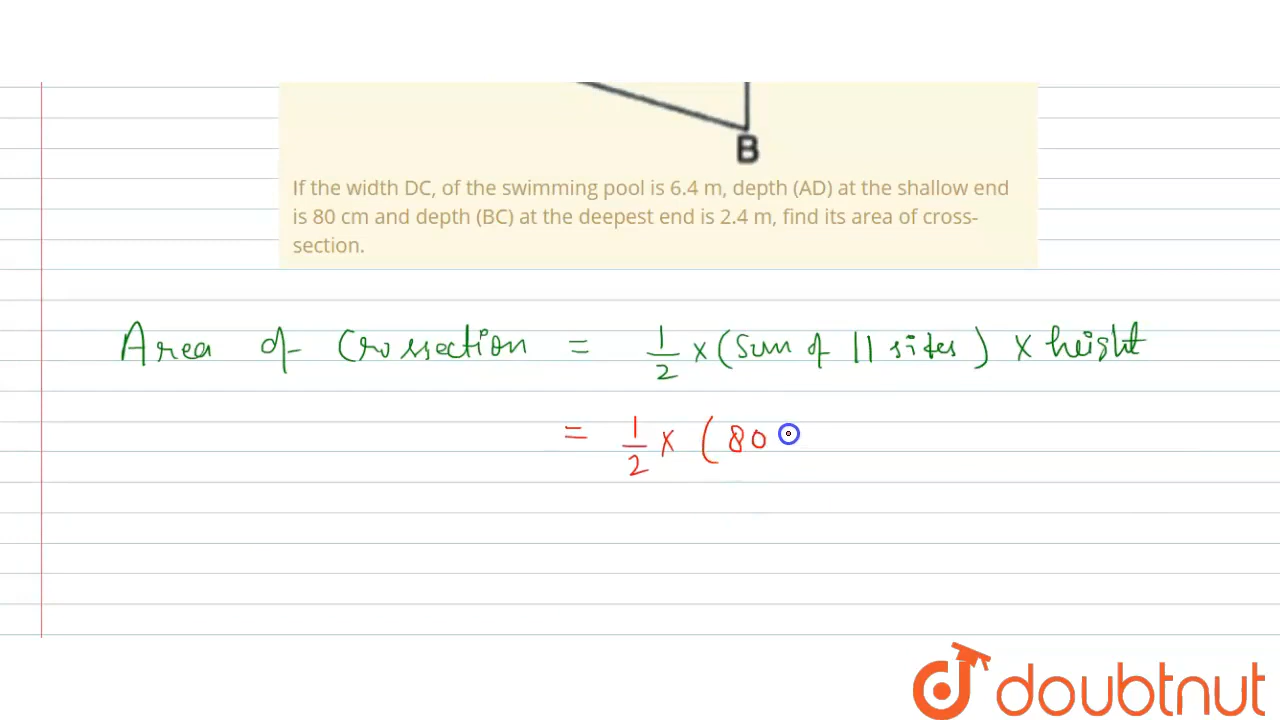 B
If the width DC, of the swimming pool is 6.4 m, depth (AD) at the shallow end
is 80 cm and depth (BC) at the deepest end is 2.4 m, find its area of cross-
section.
Area of Crossection = 1/2 × (Sum of || sides) × height
= 1/2 × (80
doubtnut